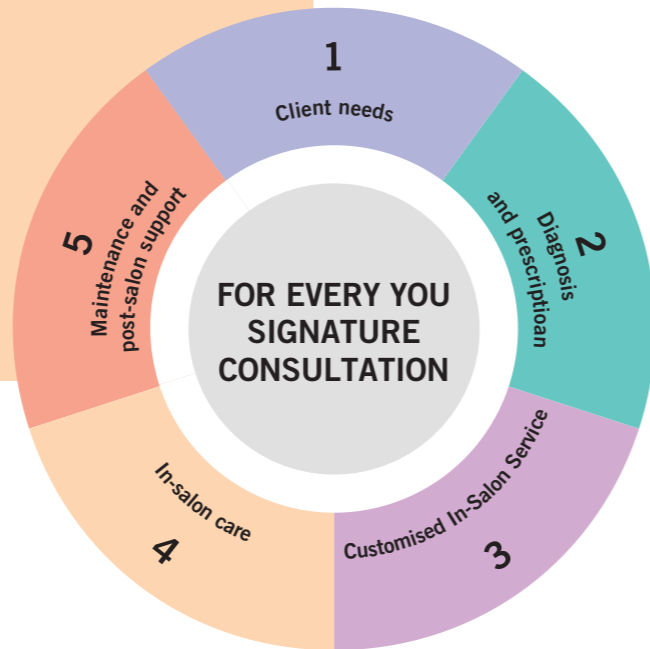 1
Client needs
2
Diagnosis
and prescriptioan
3
Customised In-Salon Service
4
In-salon care
5
Maintenance and
post-salon support
FOR EVERY YOU
SIGNATURE
CONSULTATION